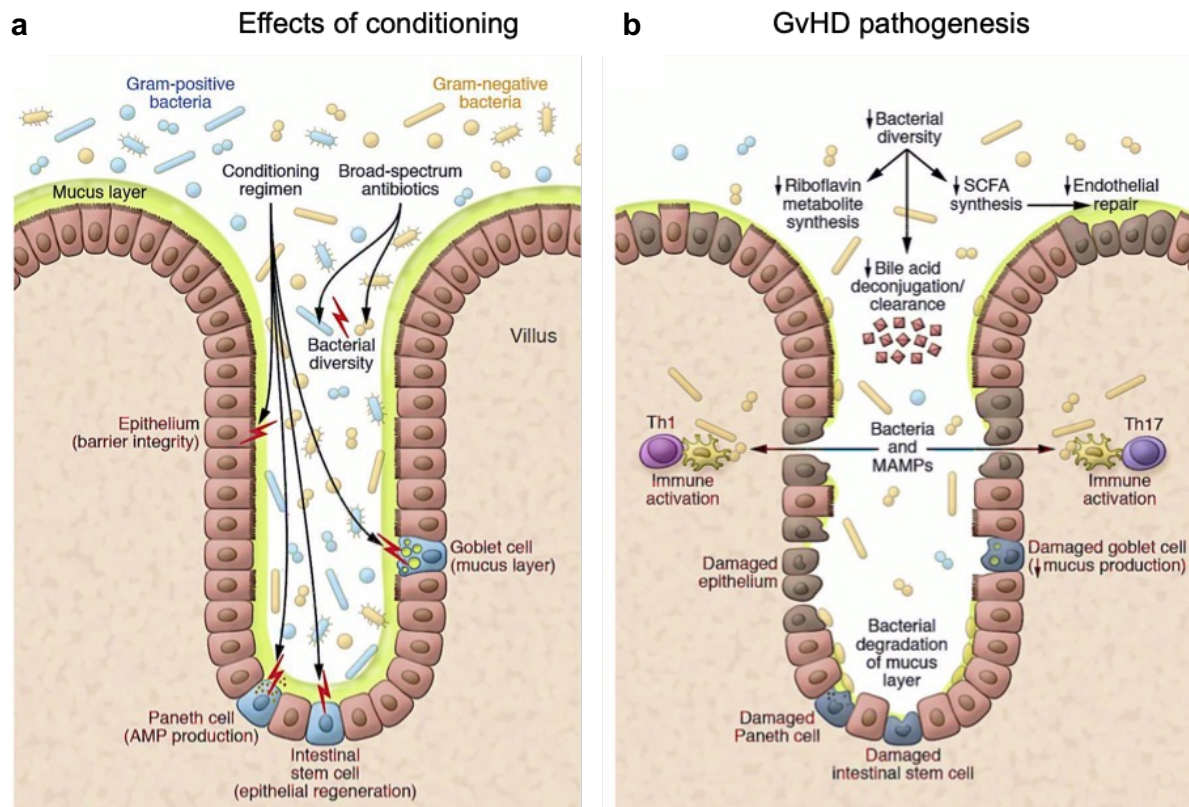 a
Effects of conditioning
Gram-positive
bacteria
Gram-negative
bacteria
Mucus layer
Conditioning
regimen
Broad-spectrum
antibiotics
Bacterial
diversity
Villus
Epithelium
(barrier integrity)
Goblet cell
(mucus layer)
Paneth cell
(AMP production)
Intestinal
stem cell
(epithelial regeneration)
b
GvHD pathogenesis
↓Bacterial
diversity
↓Riboflavin
metabolite
synthesis
↓SCFA
synthesis
↓Endothelial
repair
↓Bile acid
deconjugation/
clearance
Th1
Immune
activation
Bacteria
and
MAMPs
Th17
Immune
activation
Damaged
epithelium
Damaged goblet cell
(↓mucus production)
Bacterial
degradation
of mucus
layer
Damaged
Paneth cell
Damaged
intestinal stem cell